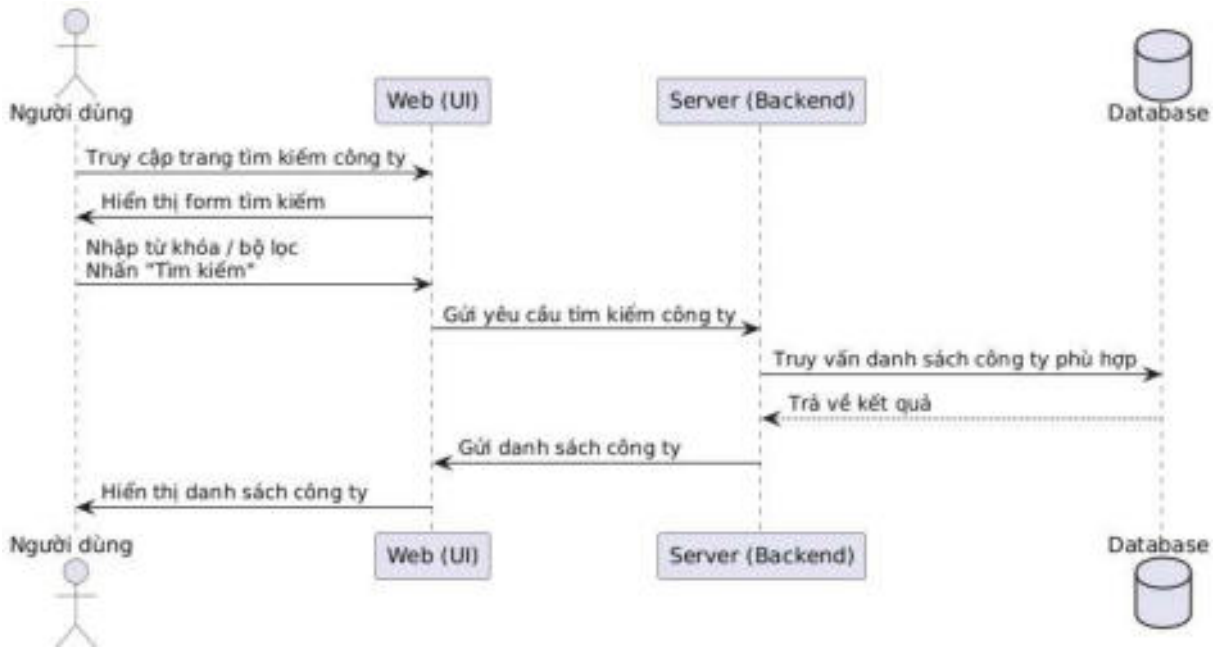 Người dùng
Web (UI)
Server (Backend)
Database
Truy cập trang tìm kiếm công ty
Hiển thị form tìm kiếm
Nhập từ khóa / bộ lọc
Nhấn "Tìm kiếm"
Gửi yêu cầu tìm kiếm công ty
Truy vấn danh sách công ty phù hợp
Trả về kết quả
Gửi danh sách công ty
Hiển thị danh sách công ty
Người dùng
Web (UI)
Server (Backend)
Database